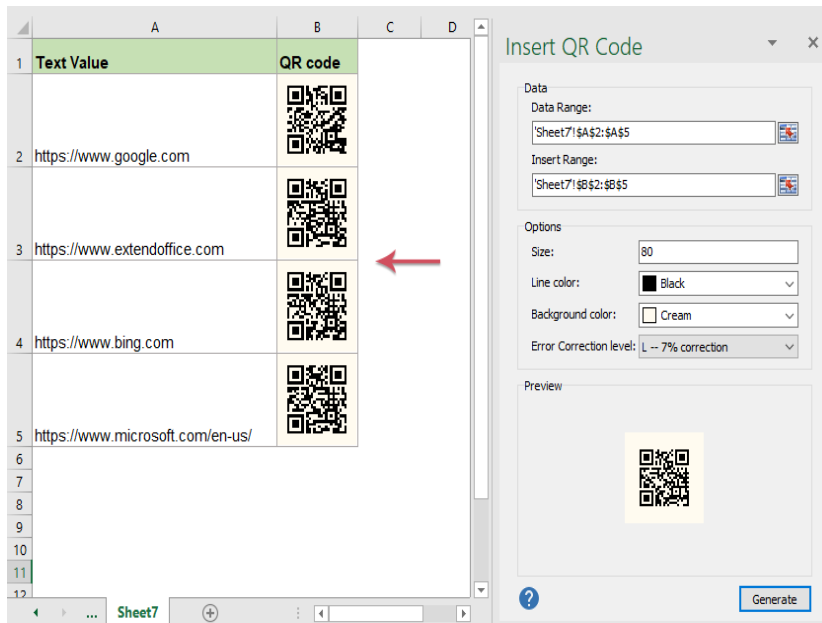 A B C D
1 Text Value QR code
2 https://www.google.com
3 https://www.extendoffice.com
4 https://www.bing.com
5 https://www.microsoft.com/en-us/
6
7
8
9
10
11
12
... Sheet7
Insert QR Code
Data
Data Range:
'Sheet7'!$A$2:$A$5
Insert Range:
'Sheet7'!$B$2:$B$5
Options
Size: 80
Line color: Black
Background color: Cream
Error Correction level: L -- 7% correction
Preview
? Generate